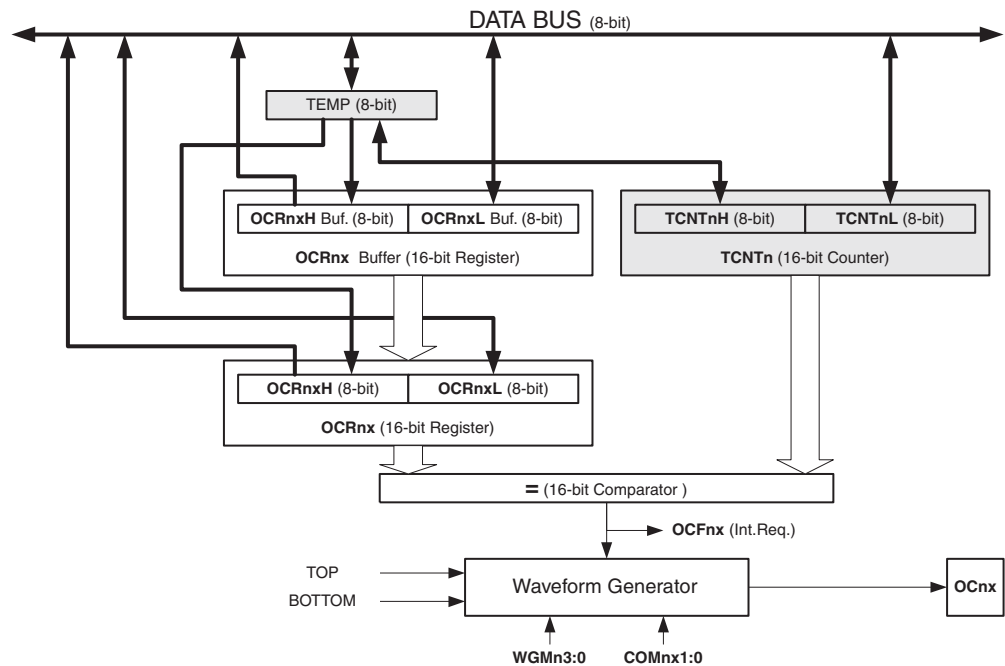 DATA BUS (8-bit)
TEMP (8-bit)
OCRnxH Buf. (8-bit) OCRnxL Buf. (8-bit)
OCRnx Buffer (16-bit Register)
TCNTnH (8-bit) TCNTnL (8-bit)
TCNTn (16-bit Counter)
OCRnxH (8-bit) OCRnxL (8-bit)
OCRnx (16-bit Register)
= (16-bit Comparator )
OCFnx (Int.Req.)
TOP
BOTTOM
Waveform Generator
OCnx
WGMn3:0 COMnx1:0